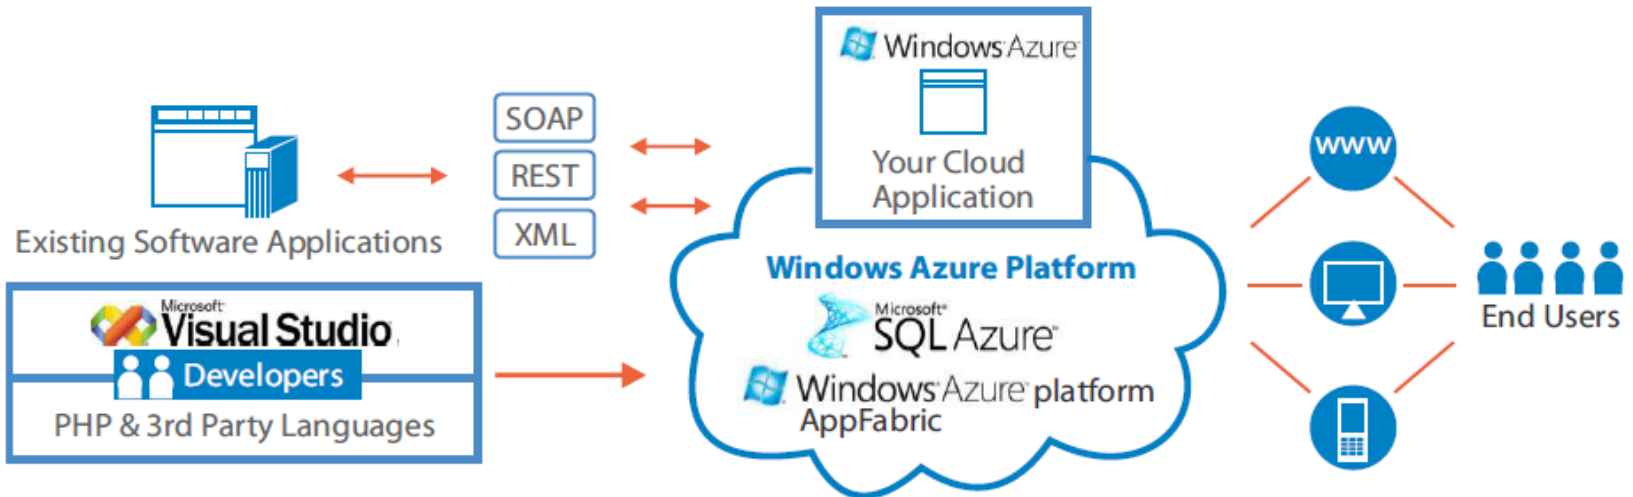 Existing Software Applications
Microsoft
Visual Studio
Developers
PHP & 3rd Party Languages
SOAP
REST
XML
Windows Azure
Your Cloud
Application
Windows Azure Platform
Microsoft
SQL Azure
Windows Azure platform
AppFabric
www
End Users